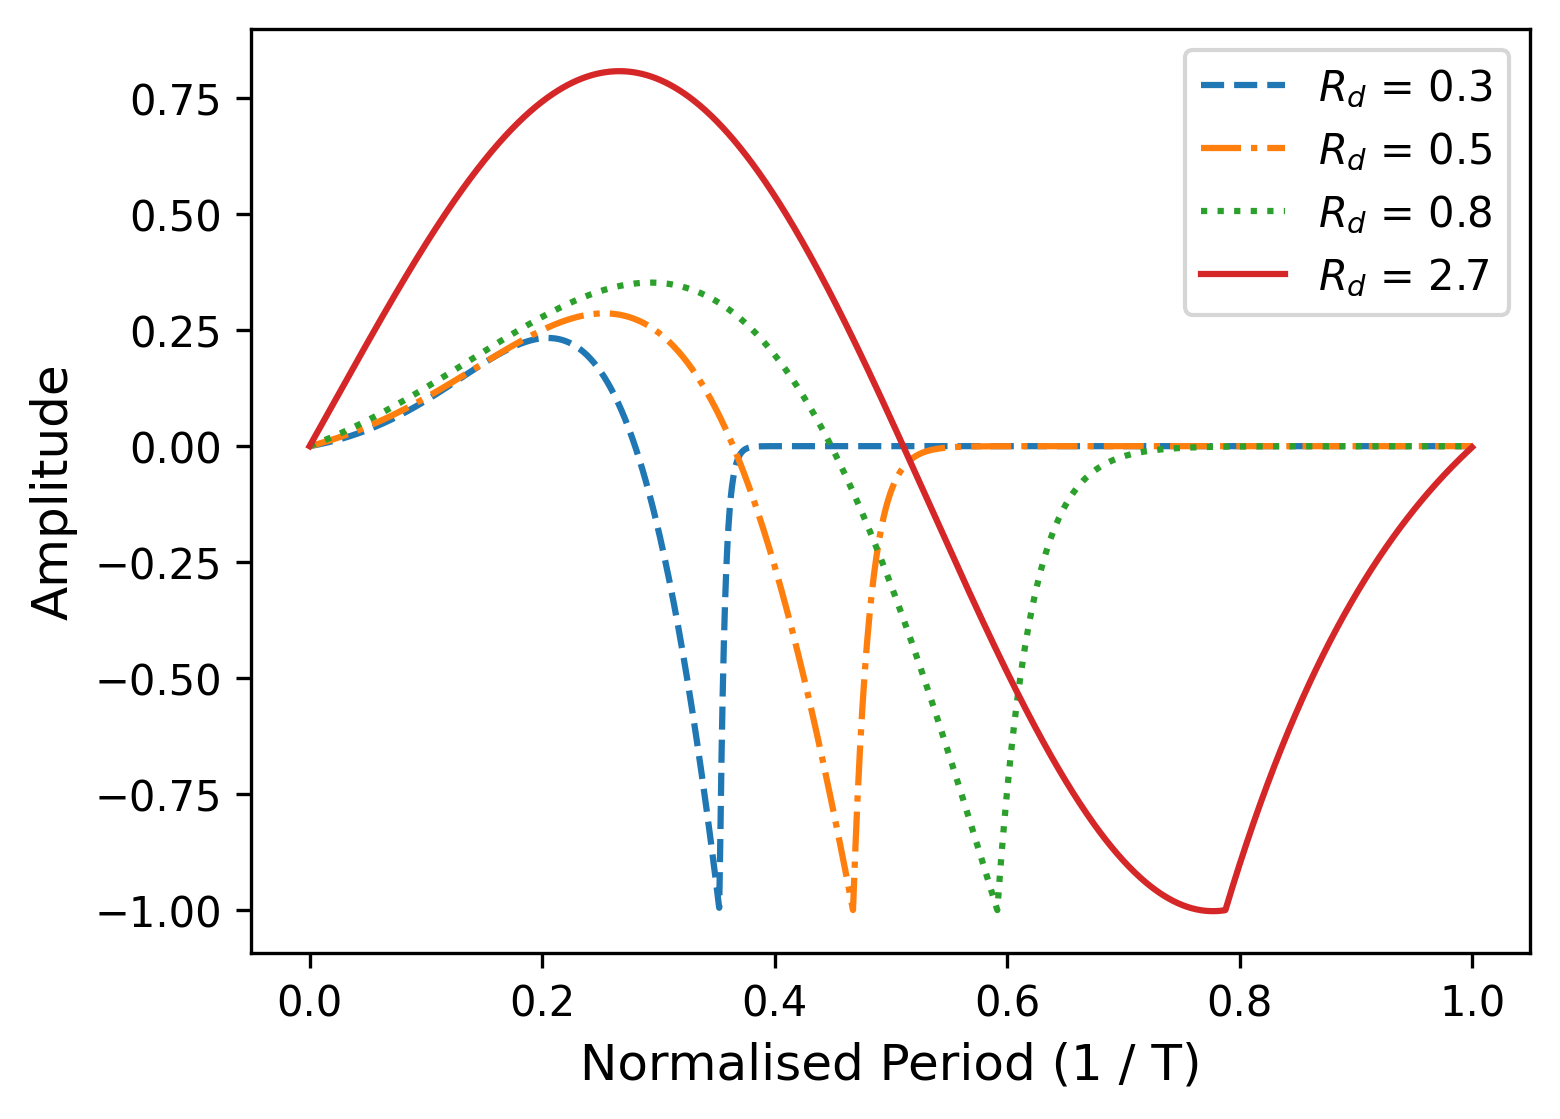 0.75
0.50
0.25
0.00
−0.25
−0.50
−0.75
−1.00
Amplitude
R_d = 0.3
R_d = 0.5
R_d = 0.8
R_d = 2.7
0.0 0.2 0.4 0.6 0.8 1.0
Normalised Period (1 / T)